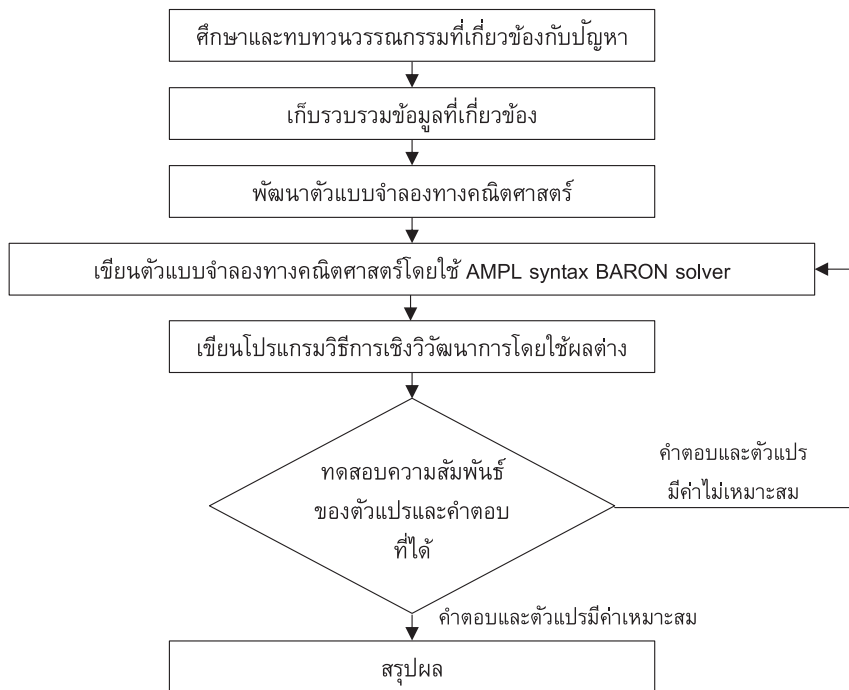 ศึกษาและทบทวนวรรณกรรมที่เกี่ยวข้องกับปัญหา
เก็บรวบรวมข้อมูลที่เกี่ยวข้อง
พัฒนาตัวแบบจำลองทางคณิตศาสตร์
เขียนตัวแบบจำลองทางคณิตศาสตร์โดยใช้ AMPL syntax BARON solver
เขียนโปรแกรมวิธีการเชิงวิวัฒนาการโดยใช้ผลต่าง
ทดสอบความสัมพันธ์
ของตัวแปรและคำตอบ
ที่ได้
คำตอบและตัวแปร
มีค่าไม่เหมาะสม
คำตอบและตัวแปรมีค่าเหมาะสม
สรุปผล